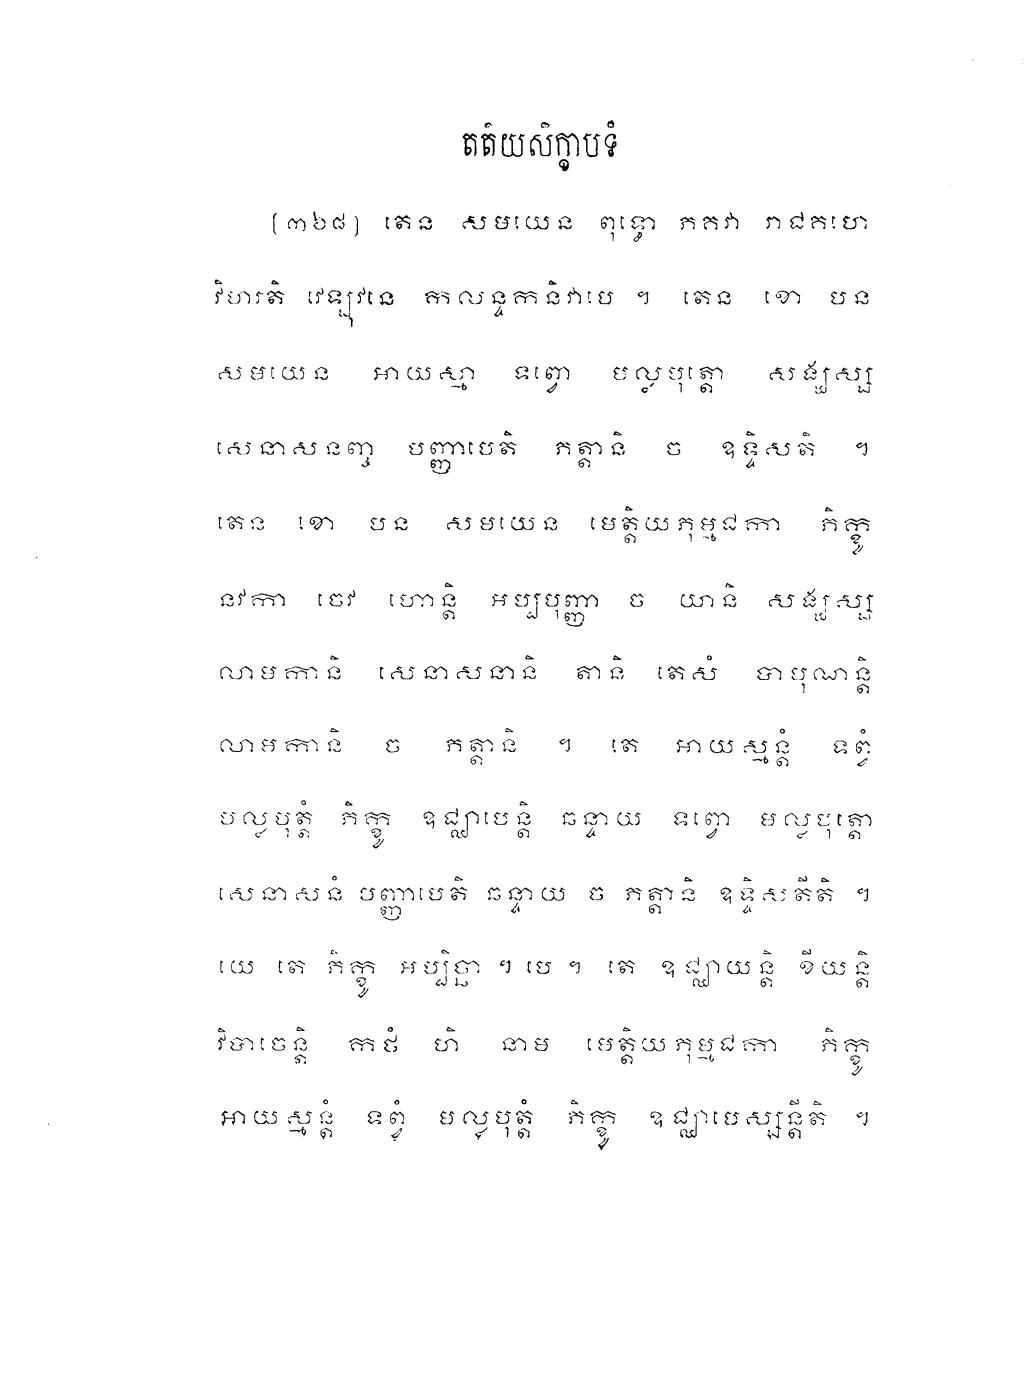 តតិយសិក្ខាបទំ
[៣៦៨] តេន សមយេន ពុទ្ធោ ភគវា រាជគហេ
វិហរតិ វេឡុវនេ កលន្ទកនិវាបេ ។ តេន ខោ បន
សមយេន អាយស្មា ទព្វោ មល្លបុត្តោ សង្ឃស្ស
សេនាសនញ្ច បញ្ញាបេតិ ភត្តានិ ច ឧទ្ទិសតិ ។
តេន ខោ បន សមយេន មេត្តិយភុម្មជកា ភិក្ខូ
នវកា ចេវ ហោន្តិ អប្បបុញ្ញា ច យានិ សង្ឃស្ស
លាមកានិ សេនាសនានិ តានិ តេសំ បាបុណន្តិ
លាមកានិ ច ភត្តានិ ។ តេ អាយស្មន្តំ ទព្វំ
មល្លបុត្តំ ភិក្ខូ ឧជ្ឈាបេន្តិ ឆន្ទាយ ទព្វោ មល្លបុត្តោ
សេនាសនំ បញ្ញាបេតិ ឆន្ទាយ ច ភត្តានិ ឧទ្ទិសតីតិ ។
យេ តេ ភិក្ខូ អប្បិច្ឆា ។ បេ ។ តេ ឧជ្ឈាយន្តិ ខីយន្តិ
វិបាចេន្តិ កថំ ហិ នាម មេត្តិយភុម្មជកា ភិក្ខូ
អាយស្មន្តំ ទព្វំ មល្លបុត្តំ ភិក្ខូ ឧជ្ឈាបេស្សន្តីតិ ។